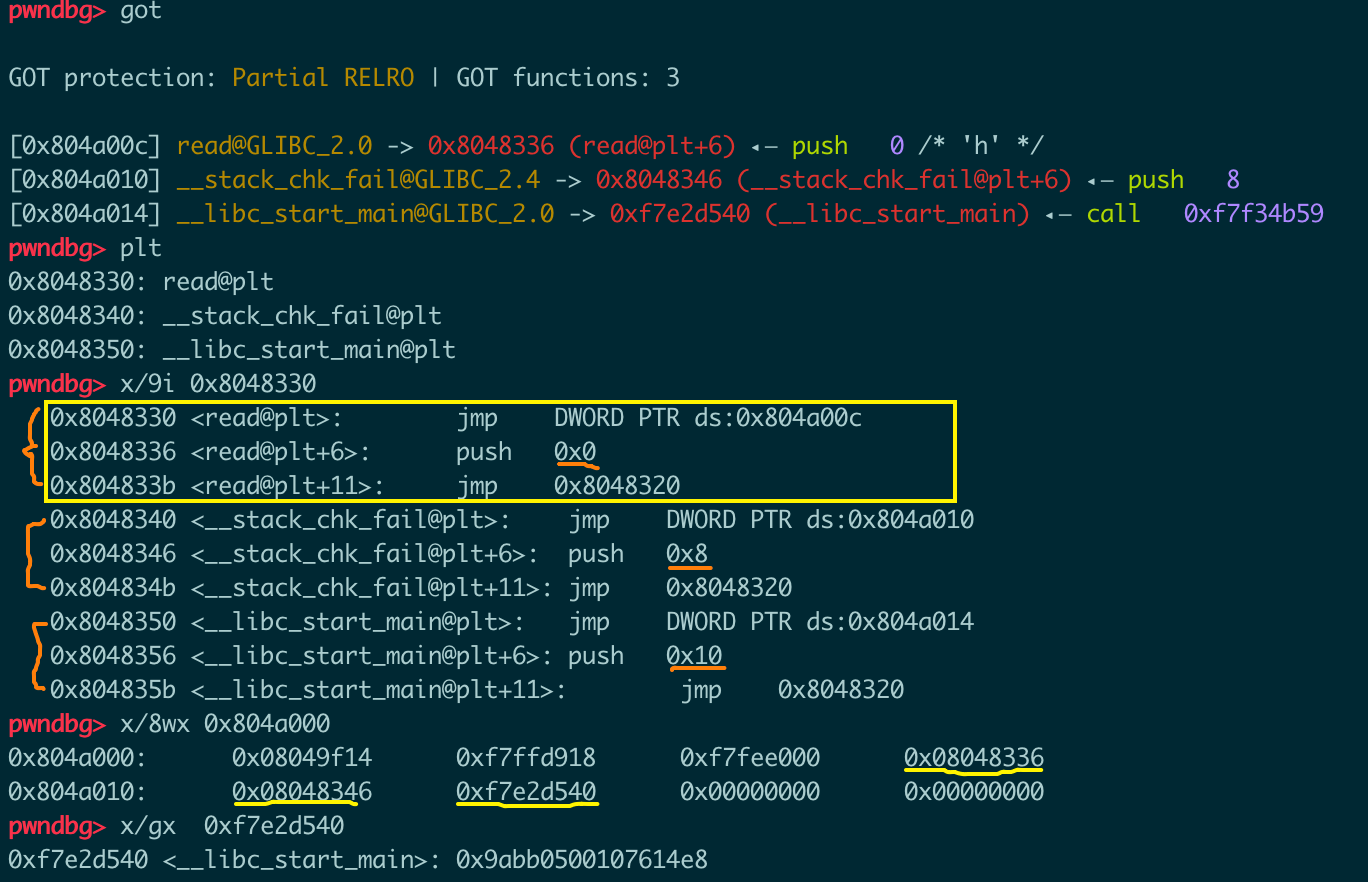 pwndbg> got
GOT protection: Partial RELRO | GOT functions: 3
[0x804a00c] read@GLIBC_2.0 -> 0x8048336 (read@plt+6) ◂— push   0 /* 'h' */
[0x804a010] __stack_chk_fail@GLIBC_2.4 -> 0x8048346 (__stack_chk_fail@plt+6) ◂— push   8
[0x804a014] __libc_start_main@GLIBC_2.0 -> 0xf7e2d540 (__libc_start_main) ◂— call   0xf7f34b59
pwndbg> plt
0x8048330: read@plt
0x8048340: __stack_chk_fail@plt
0x8048350: __libc_start_main@plt
pwndbg> x/9i 0x8048330
0x8048330 <read@plt>:        jmp    DWORD PTR ds:0x804a00c
0x8048336 <read@plt+6>:      push   0x0
0x804833b <read@plt+11>:     jmp    0x8048320
0x8048340 <__stack_chk_fail@plt>:    jmp    DWORD PTR ds:0x804a010
0x8048346 <__stack_chk_fail@plt+6>:  push   0x8
0x804834b <__stack_chk_fail@plt+11>: jmp    0x8048320
0x8048350 <__libc_start_main@plt>:   jmp    DWORD PTR ds:0x804a014
0x8048356 <__libc_start_main@plt+6>: push   0x10
0x804835b <__libc_start_main@plt+11>:        jmp    0x8048320
pwndbg> x/8wx 0x804a000
0x804a000:      0x08049f14      0xf7ffd918      0xf7fee000      0x08048336
0x804a010:      0x08048346      0xf7e2d540      0x00000000      0x00000000
pwndbg> x/gx  0xf7e2d540
0xf7e2d540 <__libc_start_main>: 0x9abb0500107614e8